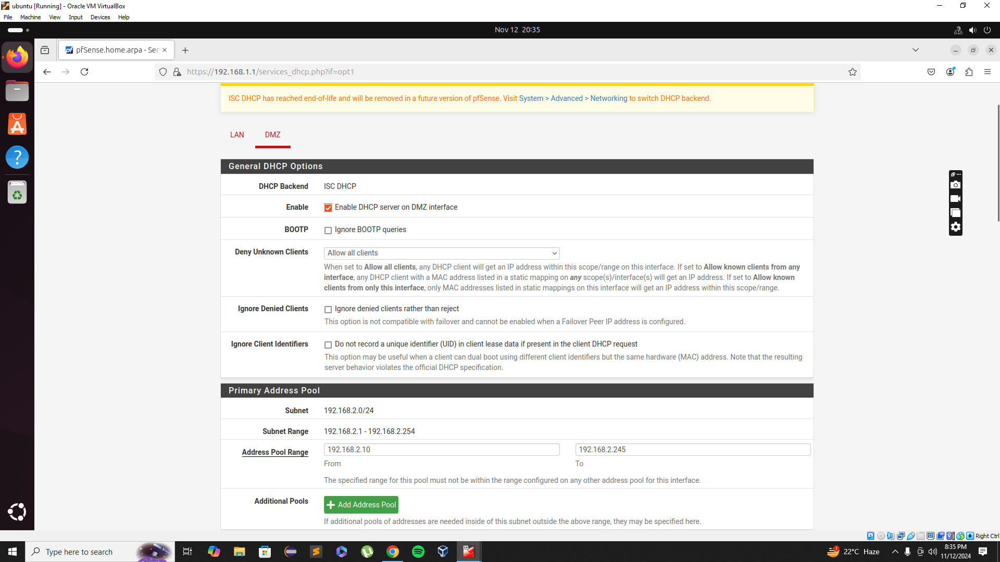 ubuntu [Running] - Oracle VM VirtualBox
File Machine View Input Devices Help
Nov 12 20:35
pfSense.home.arpa - Ser
https://192.168.1.1/services_dhcp.php?if=opt1
ISC DHCP has reached end-of-life and will be removed in a future version of pfSense. Visit System > Advanced > Networking to switch DHCP backend.
LAN DMZ
General DHCP Options
DHCP Backend ISC DHCP
Enable Enable DHCP server on DMZ interface
BOOTP Ignore BOOTP queries
Deny Unknown Clients Allow all clients
When set to Allow all clients, any DHCP client will get an IP address within this scope/range on this interface. If set to Allow known clients from any
interface, any DHCP client with a MAC address listed in a static mapping on any scope(s)/interface(s) will get an IP address. If set to Allow known
clients from only this interface, only MAC addresses listed in static mappings on this interface will get an IP address within this scope/range.
Ignore Denied Clients Ignore denied clients rather than reject
This option is not compatible with failover and cannot be enabled when a Failover Peer IP address is configured.
Ignore Client Identifiers Do not record a unique identifier (UID) in client lease data if present in the client DHCP request
This option may be useful when a client can dual boot using different client identifiers but the same hardware (MAC) address. Note that the resulting
server behavior violates the official DHCP specification.
Primary Address Pool
Subnet 192.168.2.0/24
Subnet Range 192.168.2.1 - 192.168.2.254
Address Pool Range 192.168.2.10 192.168.2.245
From To
The specified range for this pool must not be within the range configured on any other address pool for this interface.
Additional Pools Add Address Pool
If additional pools of addresses are needed inside of this subnet outside the above range, they may be specified here.
Right Ctrl
Type here to search
22°C Haze
8:35 PM
11/12/2024